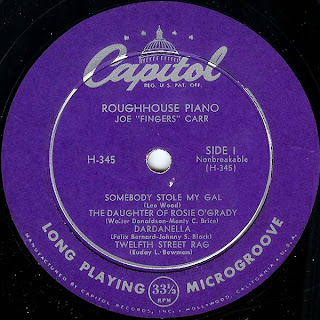 Capitol
REG. U.S. PAT. OFF.
ROUGHHOUSE PIANO
JOE "FINGERS" CARR
H-345
SIDE 1
Nonbreakable
(H-345)
SOMEBODY STOLE MY GAL
(Leo Wood)
THE DAUGHTER OF ROSIE O'GRADY
(Walter Donaldson-Monty C. Brice)
DARDANELLA
(Felix Bernard-Johnny S. Black)
TWELFTH STREET RAG
(Euday L. Bowman)
LONG PLAYING 33⅓ RPM MICROGROOVE
MANUFACTURED BY CAPITOL RECORDS, INC. • HOLLYWOOD, CALIFORNIA, U.S.A.